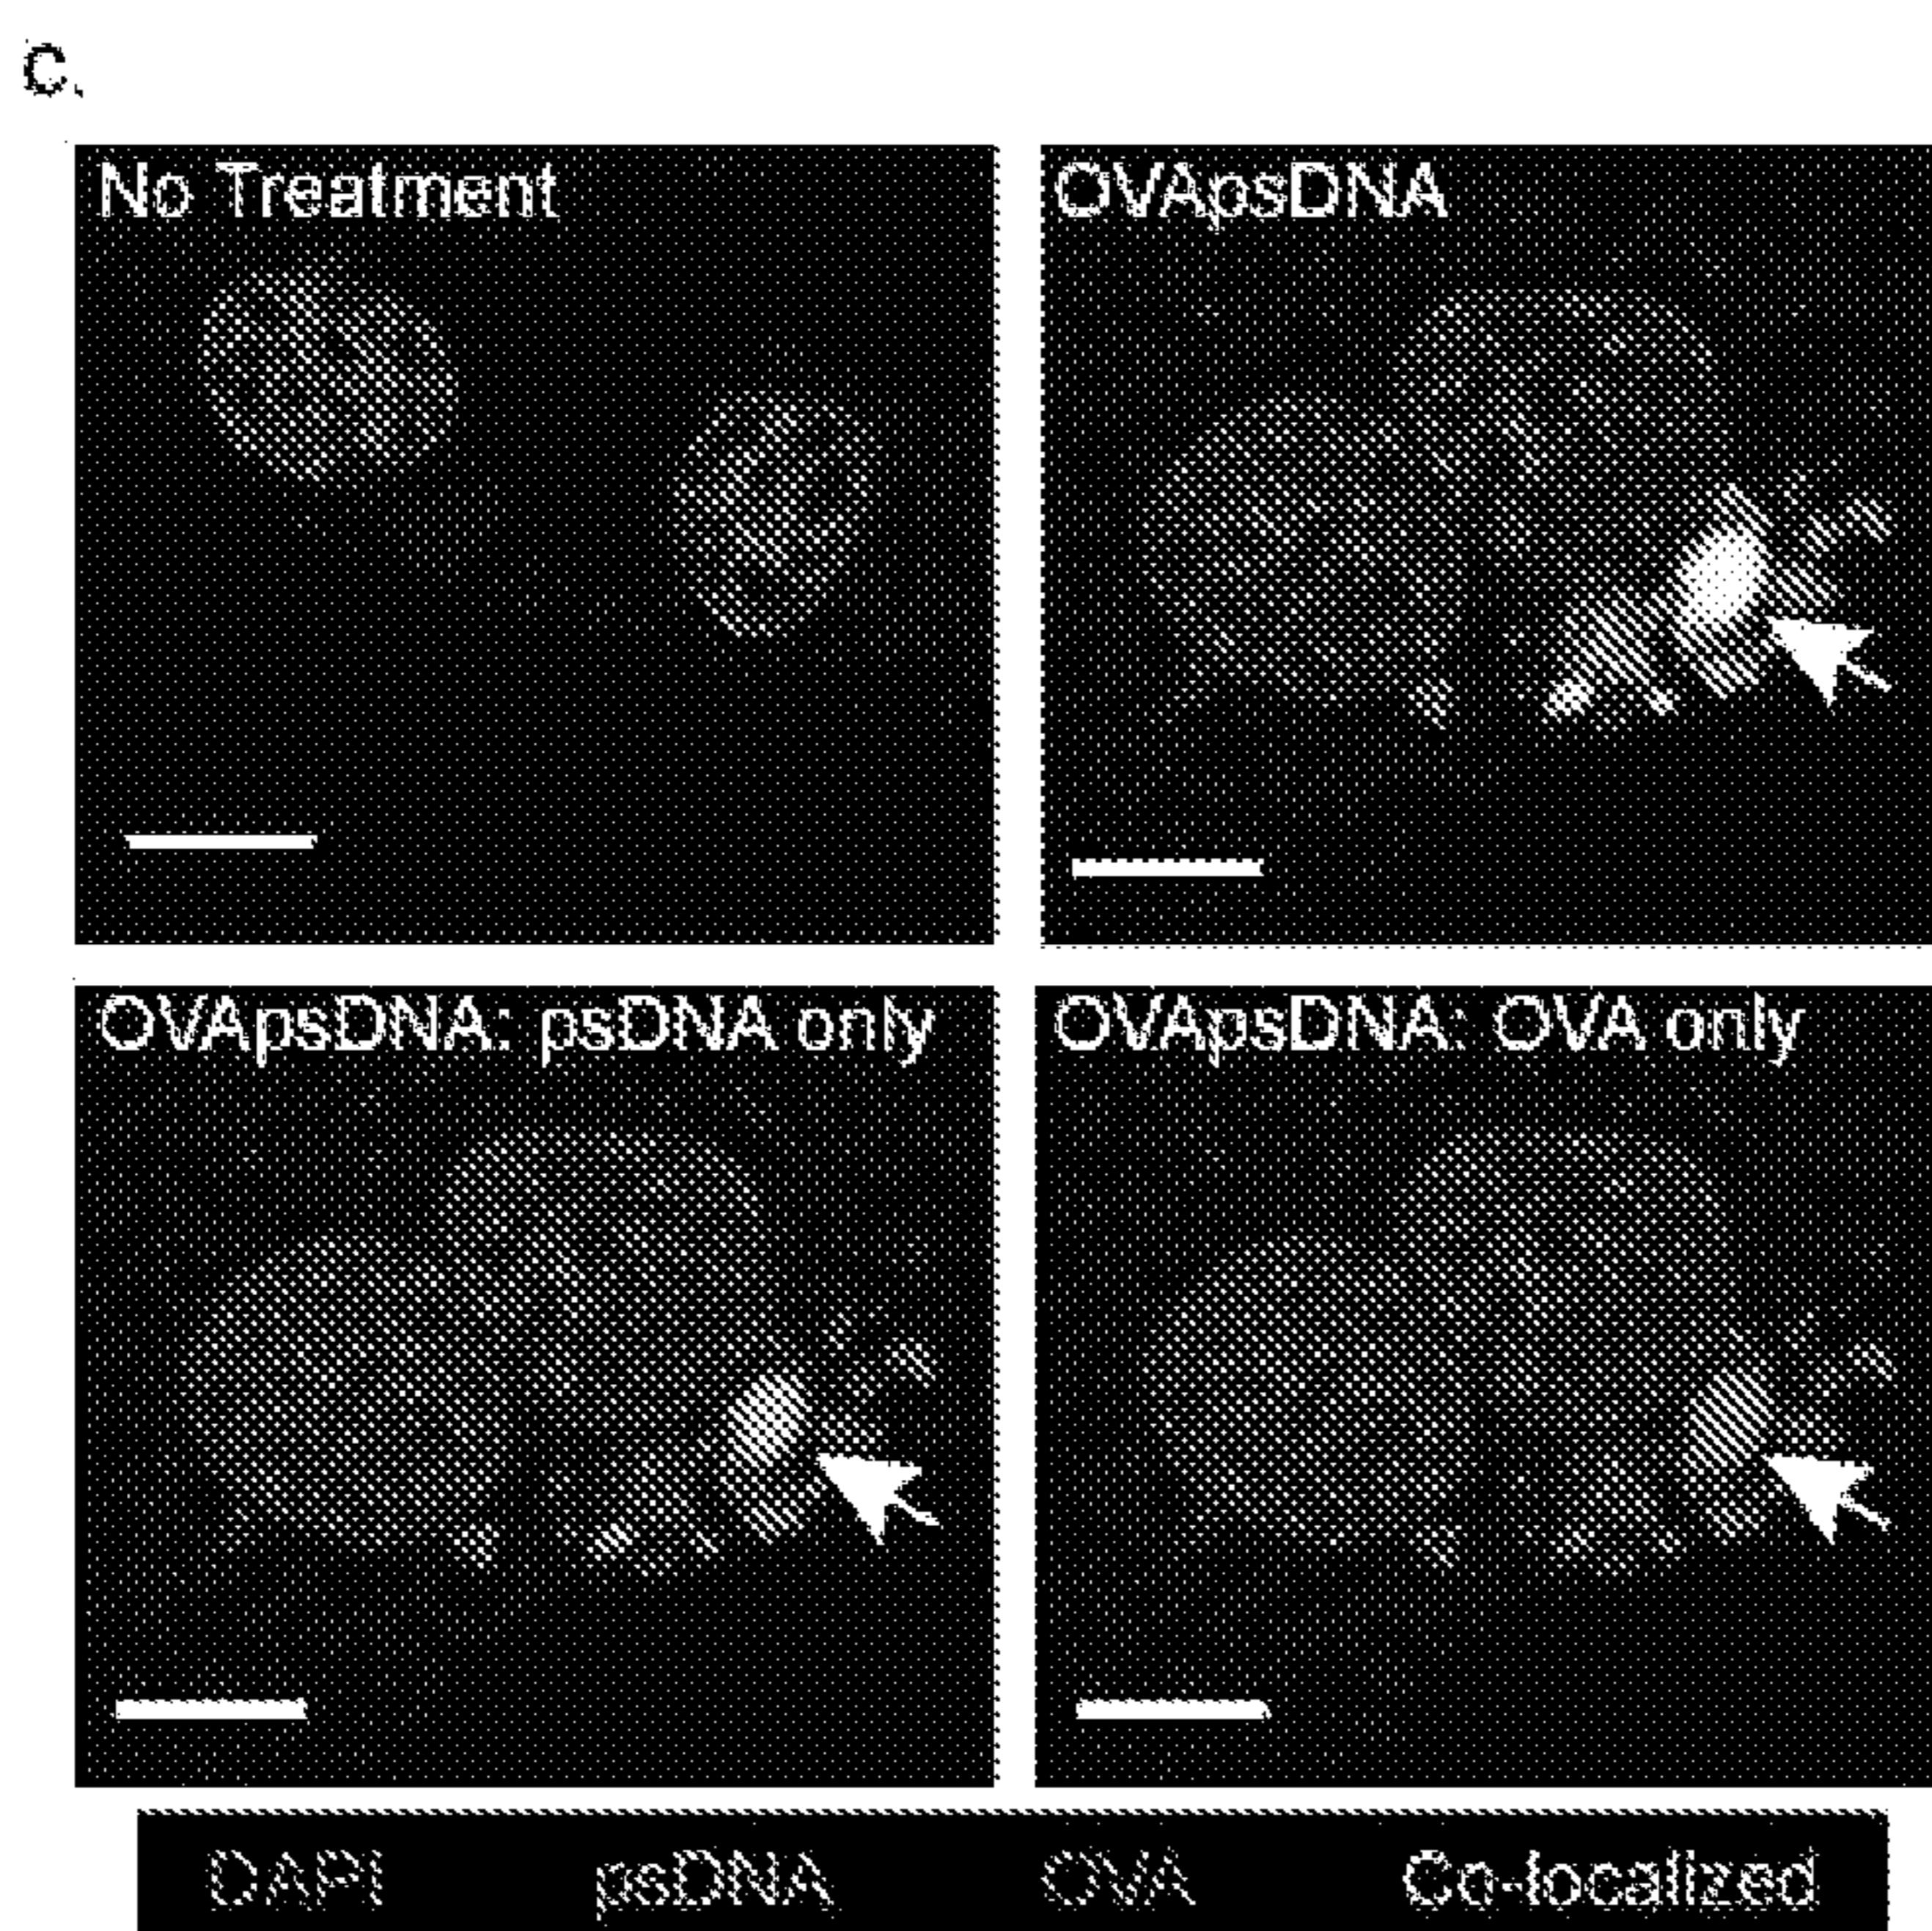 c.
No Treatment
OVApsDNA
OVApsDNA: psDNA only
OVApsDNA: OVA only
DAPI psDNA OVA Co-localized